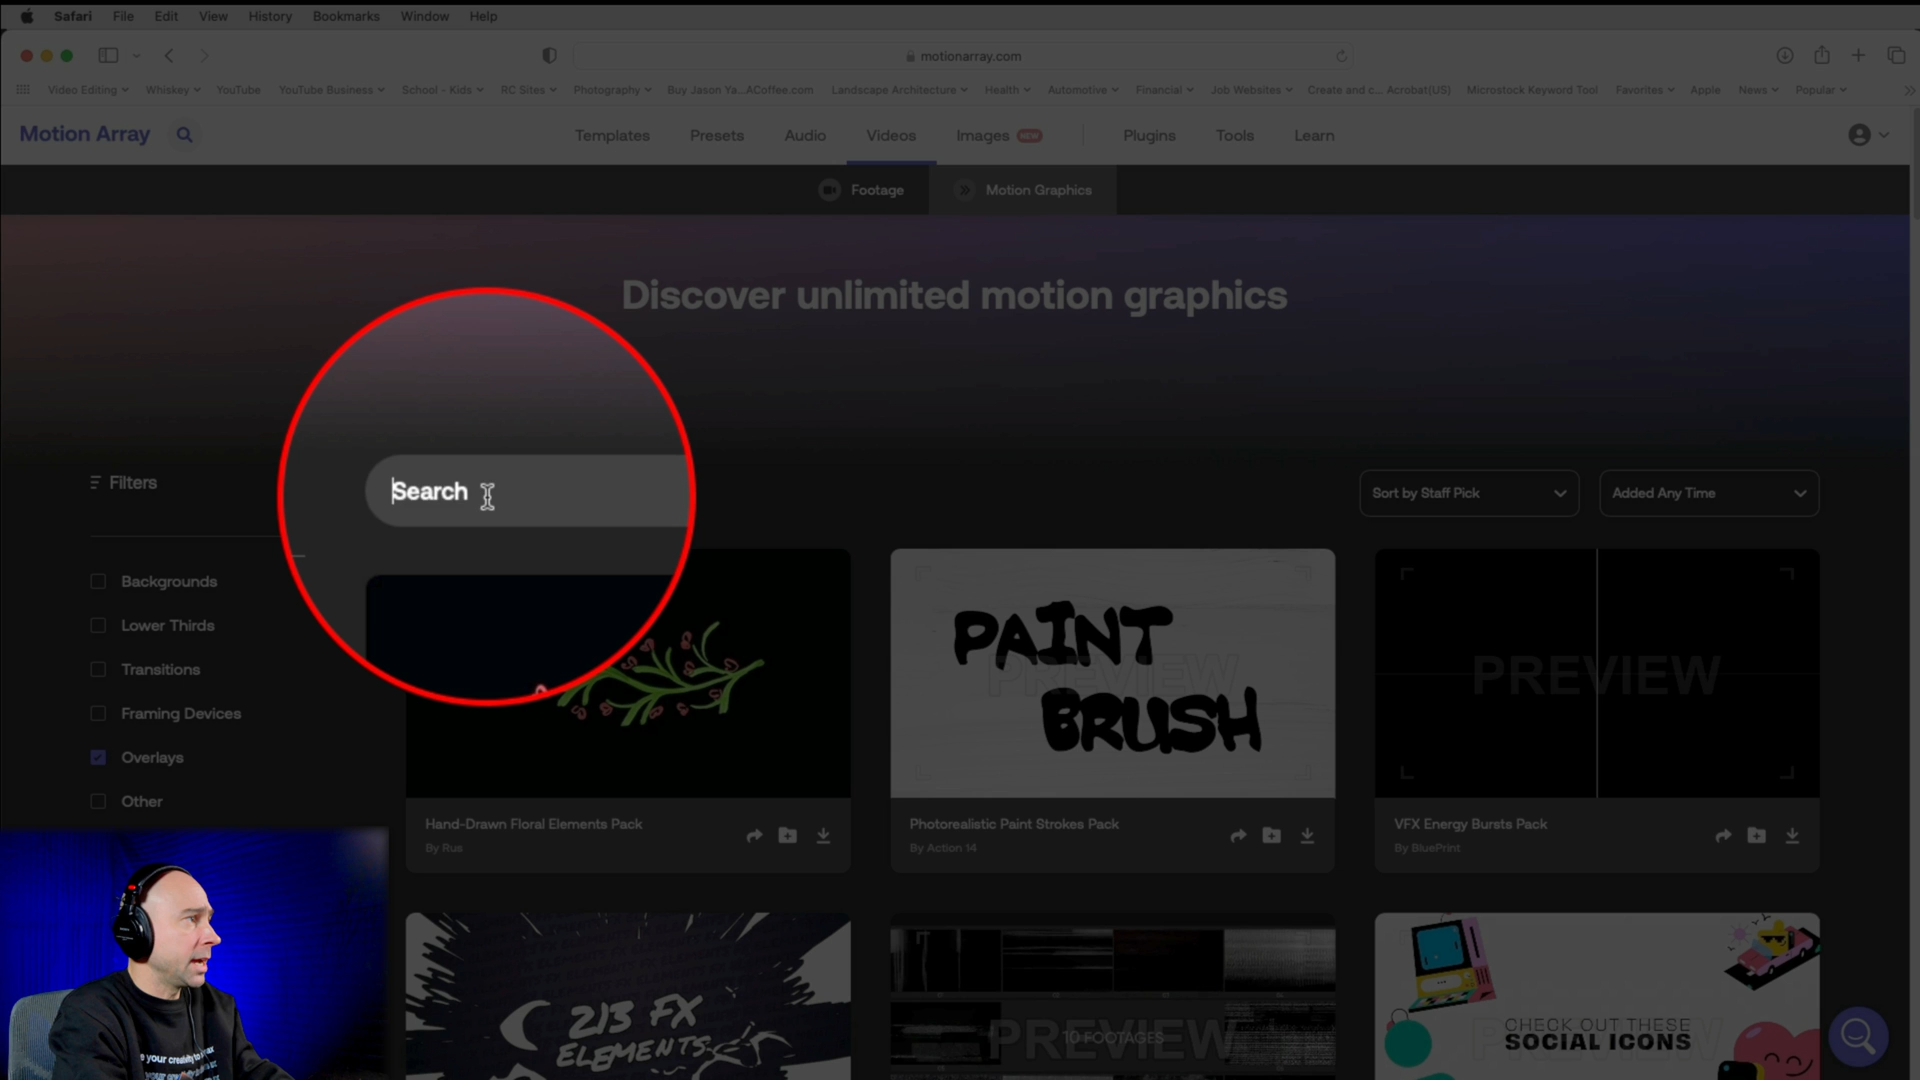 Safari File Edit View History Bookmarks Window Help
motionarray.com
Video Editing Whiskey YouTube YouTube Business School - Kids RC Sites Photography Buy Jason Ya...ACoffee.com Landscape Architecture Health Automotive Financial Job Websites Create and c... Acrobat(US) Microstock Keyword Tool Favorites Apple News Popular
Motion Array Templates Presets Audio Videos Images NEW Plugins Tools Learn
Footage Motion Graphics
Discover unlimited motion graphics
Filters Search Sort by Staff Pick Added Any Time
Backgrounds
Lower Thirds
Transitions
Framing Devices
Overlays
Other
PAINT
PREVIEW
BRUSH
PREVIEW
Hand-Drawn Floral Elements Pack
By Rus
Photorealistic Paint Strokes Pack
By Action 14
VFX Energy Bursts Pack
By BluePrint
213 FX
ELEMENTS
PREVIEW
10 FOOTAGES
CHECK OUT THESE
SOCIAL ICONS
e your creativity to
your